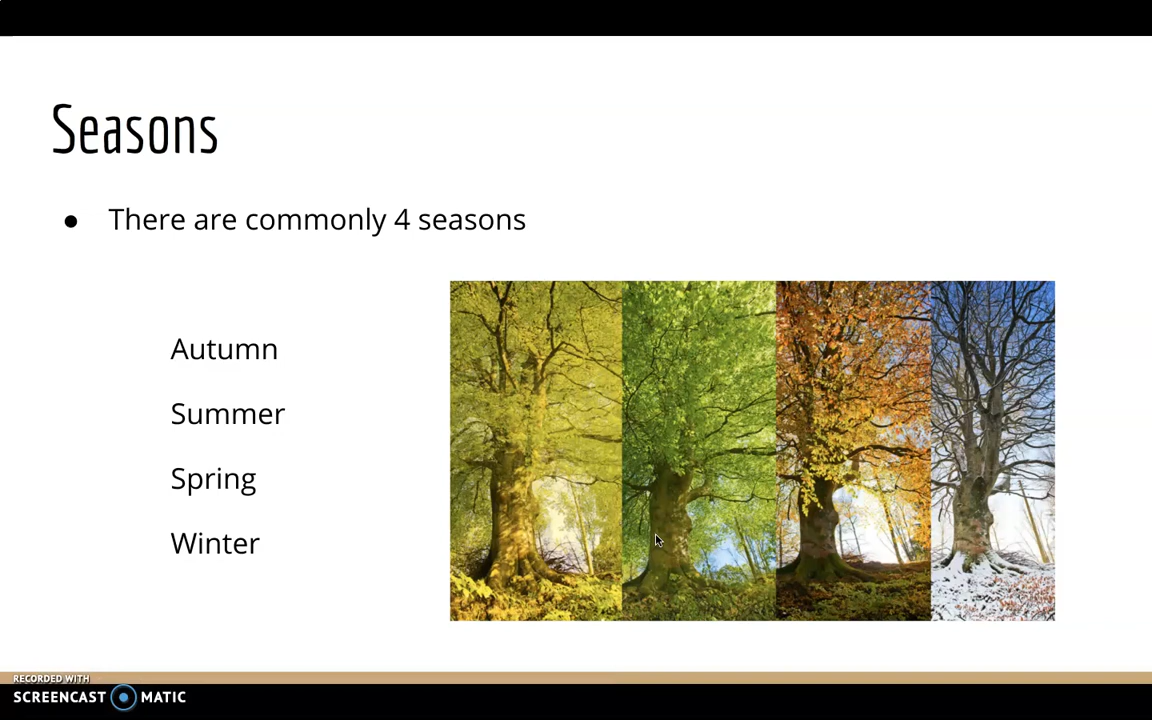 Seasons
● There are commonly 4 seasons
Autumn
Summer
Spring
Winter
RECORDED WITH
SCREENCAST MATIC